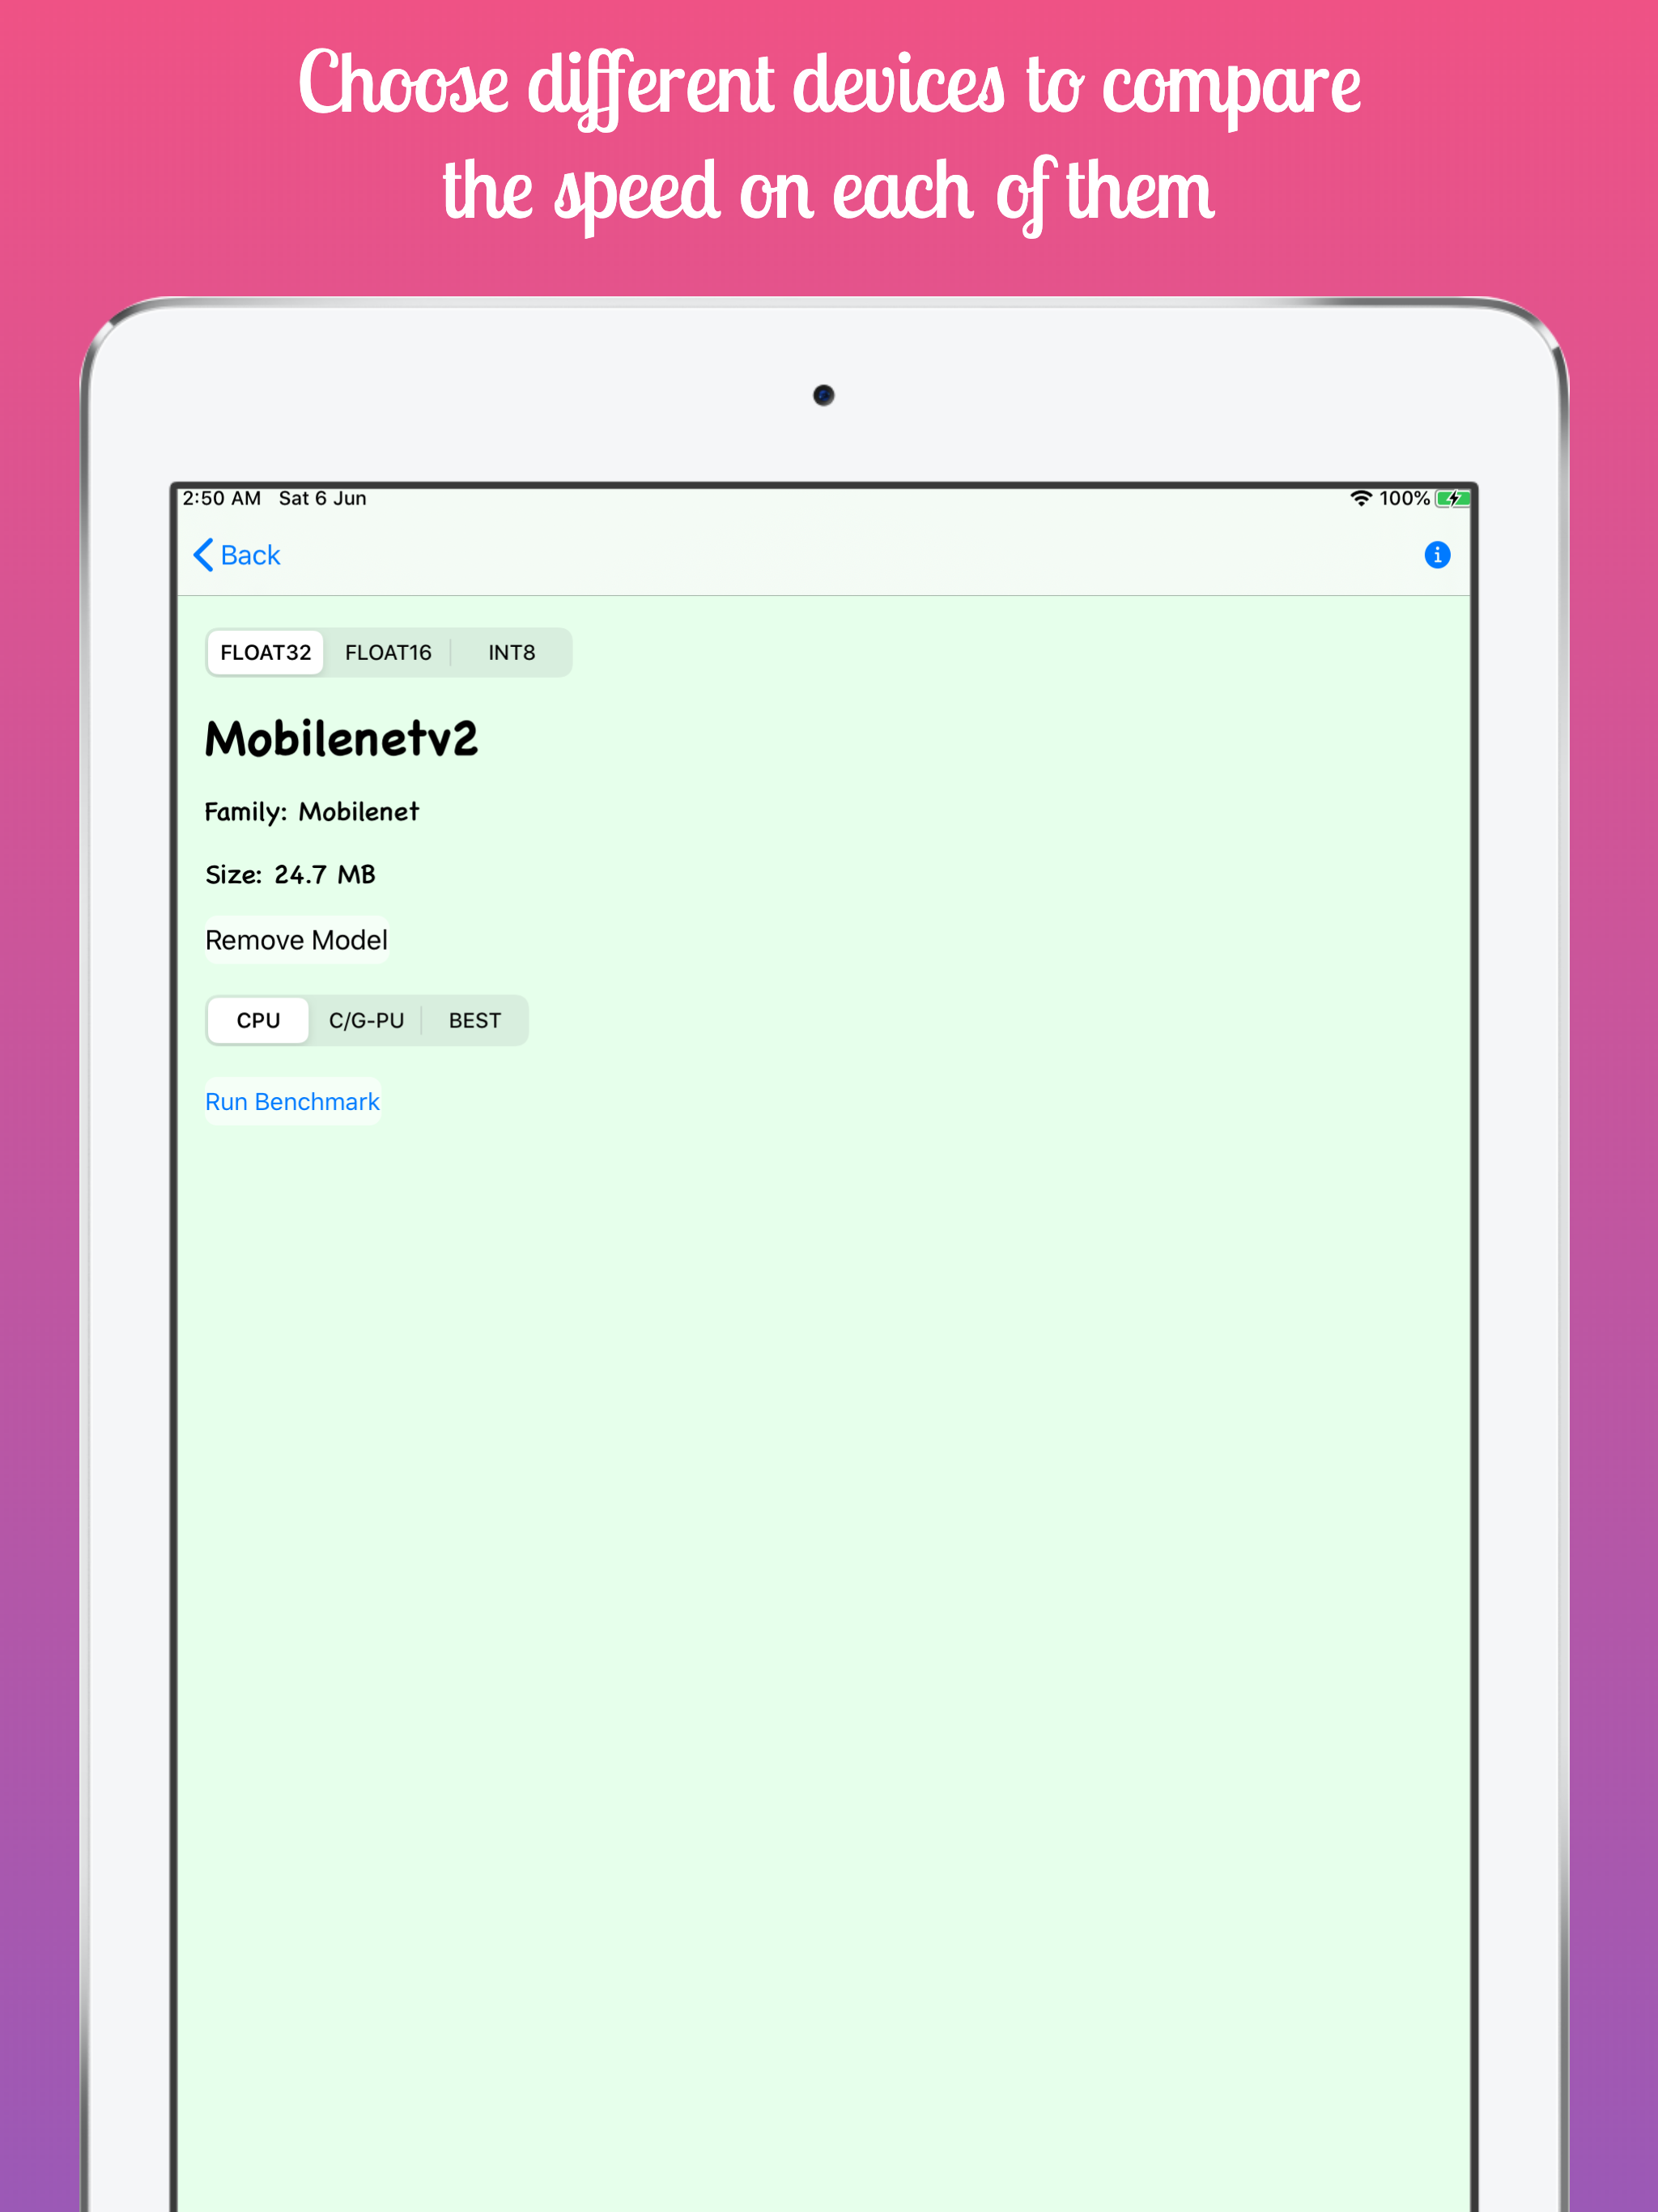 Choose different devices to compare
the speed on each of them
2:50 AM Sat 6 Jun 100%
Back
FLOAT32 FLOAT16 INT8
Mobilenetv2
Family: Mobilenet
Size: 24.7 MB
Remove Model
CPU C/G-PU BEST
Run Benchmark